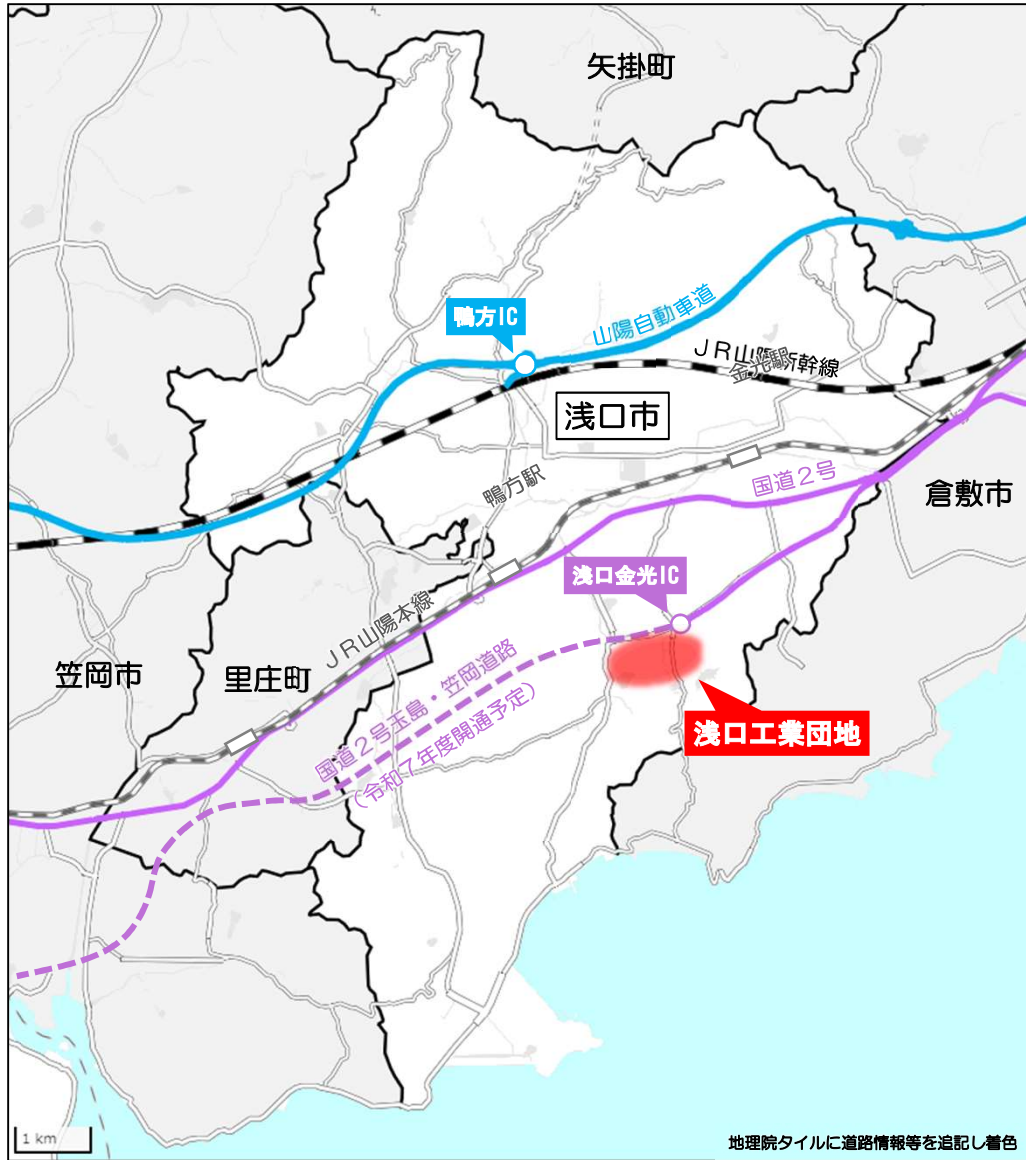 矢掛町
鴨方IC
山陽自動車道
JR山陽新幹線
金光駅
浅口市
国道2号
鴨方駅
倉敷市
浅口金光IC
JR山陽本線
笠岡市
里庄町
国道2号玉島・笠岡道路
(令和7年度開通予定)
浅口工業団地
1 km
地理院タイルに道路情報等を追記し着色